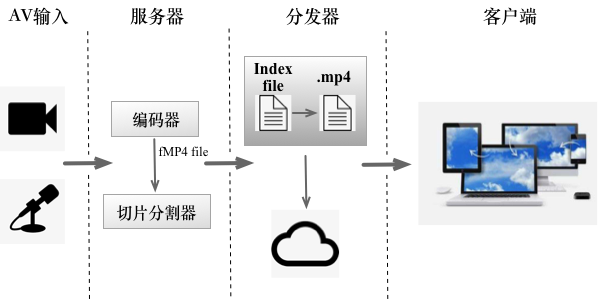 AV输入
服务器
分发器
客户端
Index
file
.mp4
编码器
fMP4 file
切片分割器